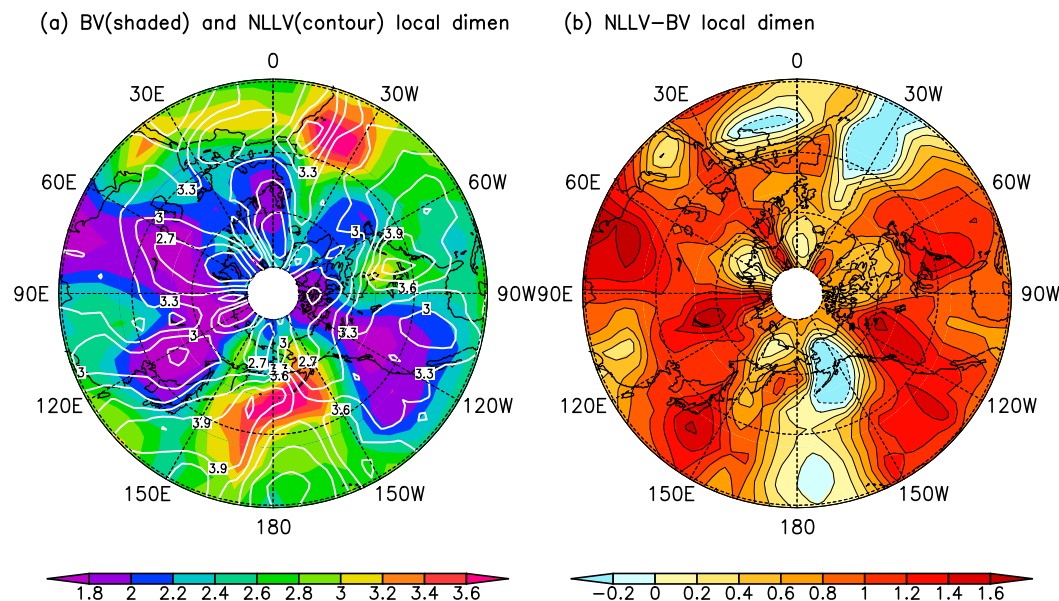 (a) BV(shaded) and NLLV(contour) local dimen
(b) NLLV−BV local dimen
0
30E
30W
60E
60W
90E
90W
120E
120W
150E
150W
180
3.3
3.3
3
2.7
3
3.9
3.6
3.3
3
3
3
3.3
2.7
2.7
3.3
3.6
3
3.3
3.6
3.9
3.9
0
30E
30W
60E
60W
90E
90W
120E
120W
150E
150W
180
1.8 2 2.2 2.4 2.6 2.8 3 3.2 3.4 3.6
−0.2 0 0.2 0.4 0.6 0.8 1 1.2 1.4 1.6